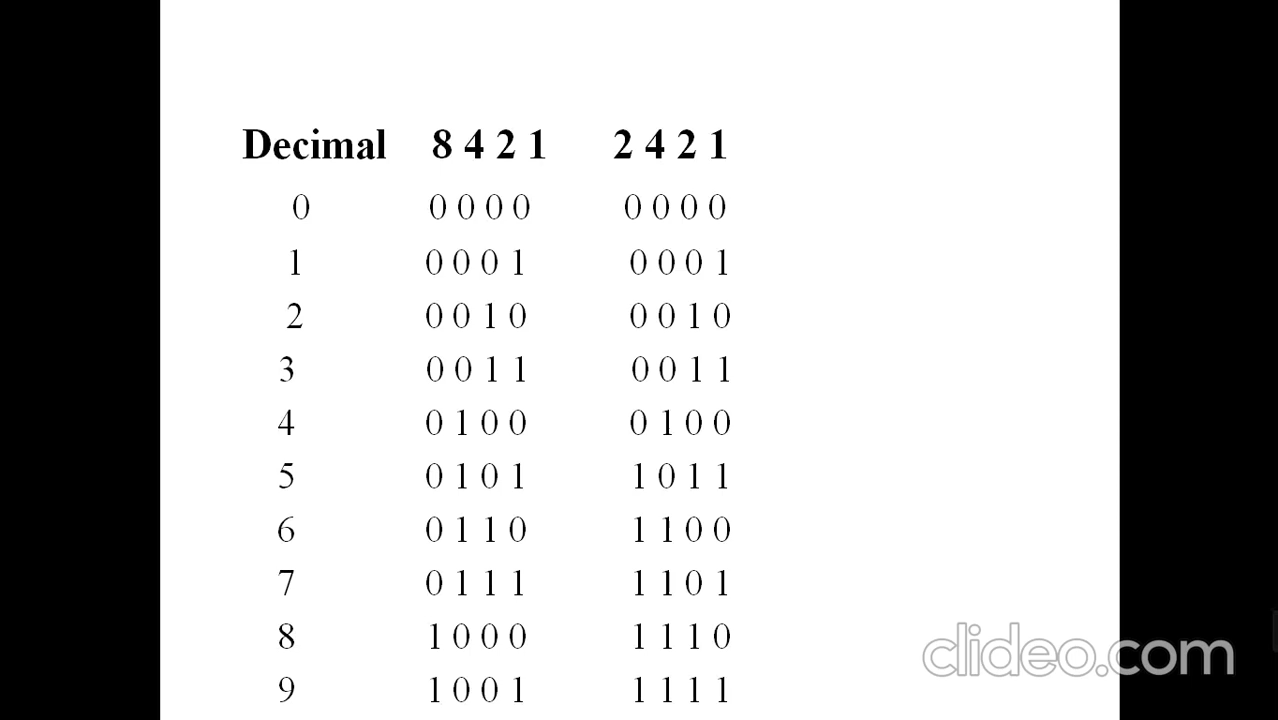 Decimal 8 4 2 1 2 4 2 1
0 0 0 0 0 0 0 0 0
1 0 0 0 1 0 0 0 1
2 0 0 1 0 0 0 1 0
3 0 0 1 1 0 0 1 1
4 0 1 0 0 0 1 0 0
5 0 1 0 1 1 0 1 1
6 0 1 1 0 1 1 0 0
7 0 1 1 1 1 1 0 1
8 1 0 0 0 1 1 1 0
9 1 0 0 1 1 1 1 1
clideo.com